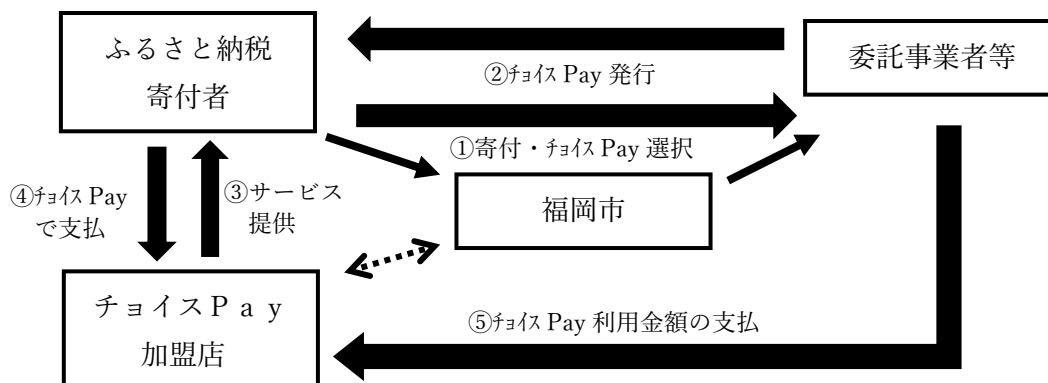 ふるさと納税
寄付者
委託事業者等
②ﾁｮｲｽ Pay 発行
①寄付・ﾁｮｲｽ Pay 選択
④ﾁｮｲｽ Pay
で支払
③サービス
提供
福岡市
チョイスＰａｙ
加盟店
⑤ﾁｮｲｽ Pay 利用金額の支払